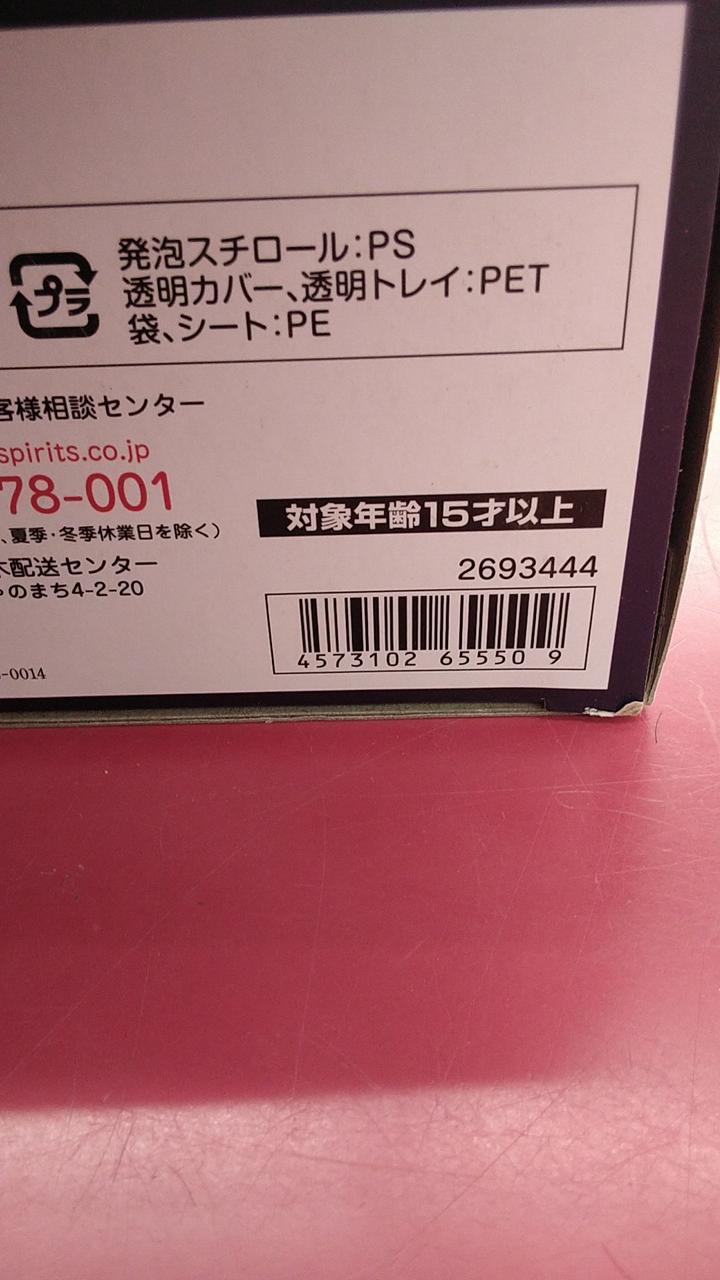 プラ
発泡スチロール:PS
透明カバー、透明トレイ:PET
袋、シート:PE
客様相談センター
spirits.co.jp
78-001
、夏季・冬季休業日を除く)
対象年齢15才以上
配送センター
のまち4-2-20
2693444
4573102 65550 9
-0014